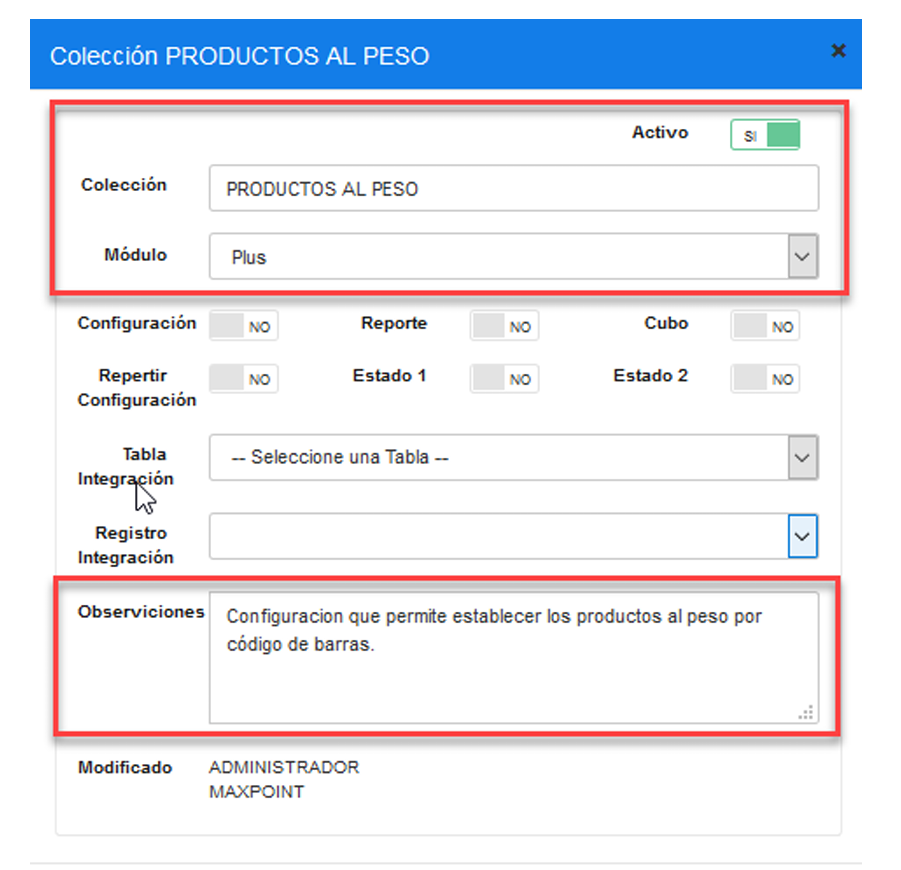 Colección PRODUCTOS AL PESO ×
Activo SI
Colección PRODUCTOS AL PESO
Módulo Plus
Configuración NO Reporte NO Cubo NO
Repertir Configuración NO Estado 1 NO Estado 2 NO
Tabla Integración -- Seleccione una Tabla --
Registro Integración
Observiciones Configuracion que permite establecer los productos al peso por
código de barras.
Modificado ADMINISTRADOR
MAXPOINT